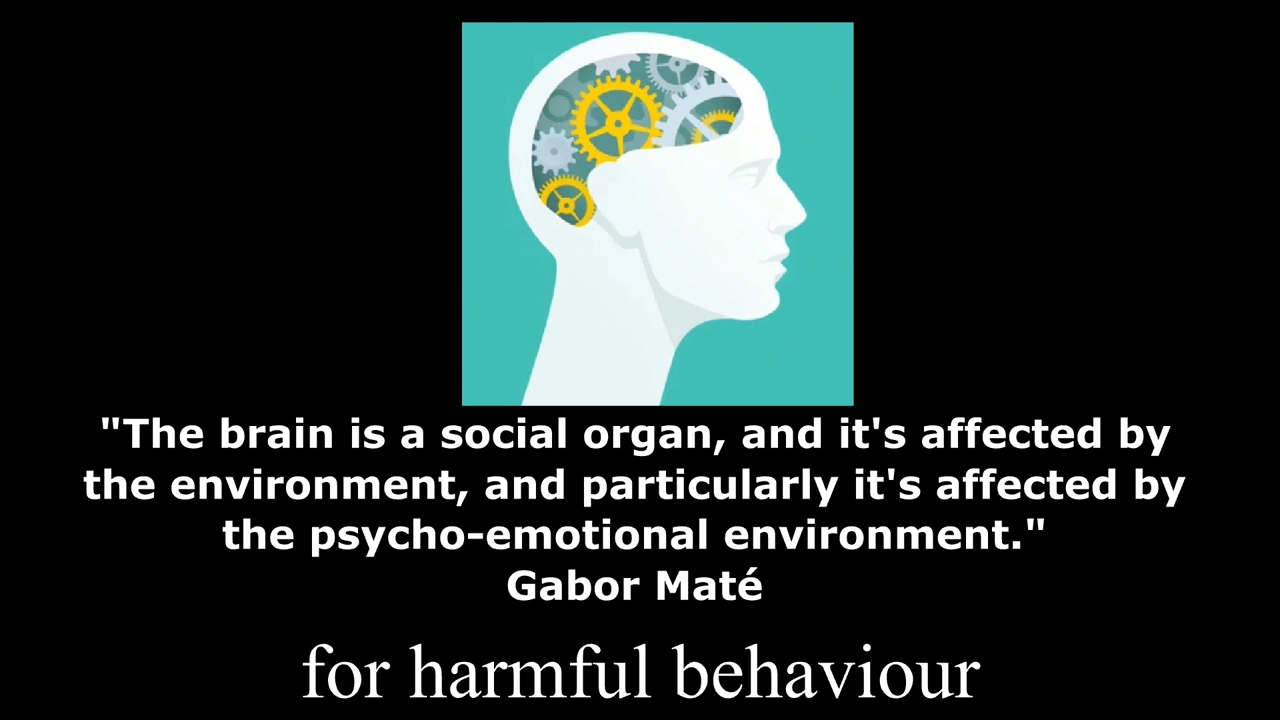 "The brain is a social organ, and it's affected by
the environment, and particularly it's affected by
the psycho-emotional environment."
Gabor Maté
for harmful behaviour